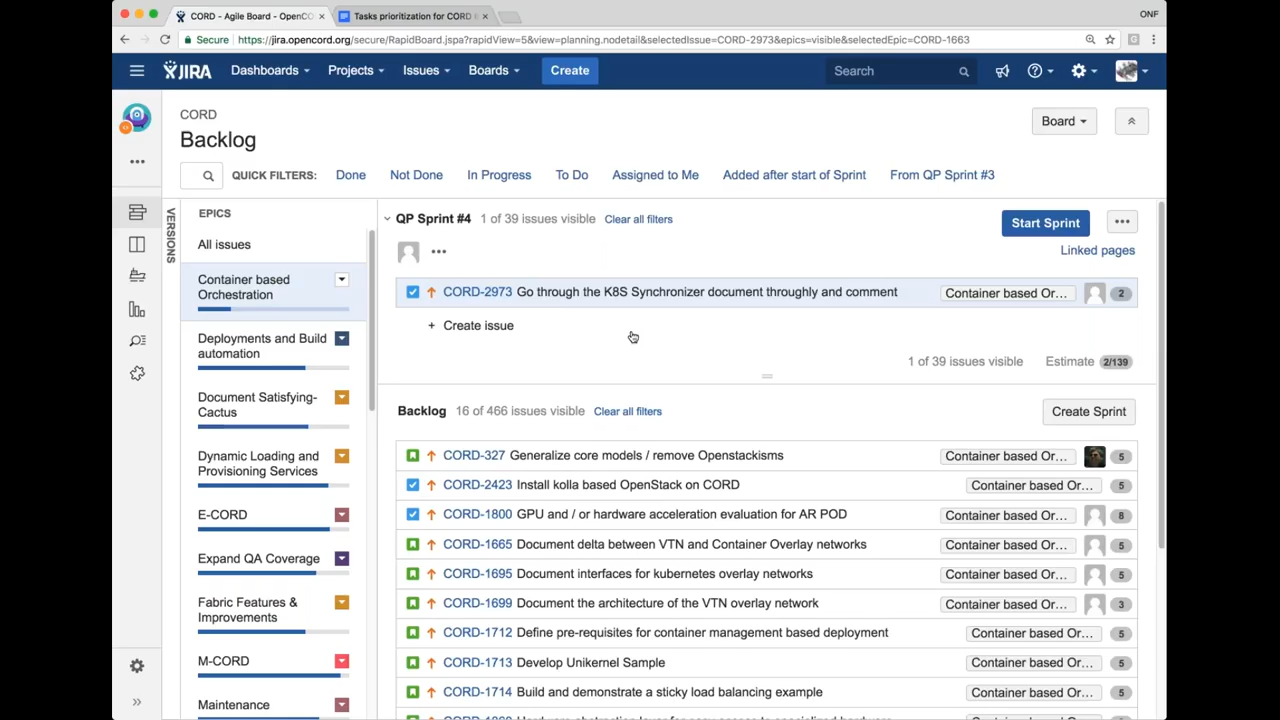 CORD - Agile Board - OpenCO
Tasks prioritization for CORD
ONF
Secure
https://jira.opencord.org/secure/RapidBoard.jspa?rapidView=5&view=planning.nodetail&selectedIssue=CORD-2973&epics=visible&selectedEpic=CORD-1663
JIRA Dashboards Projects Issues Boards Create Search
CORD
Backlog
Board
QUICK FILTERS: Done Not Done In Progress To Do Assigned to Me Added after start of Sprint From QP Sprint #3
VERSIONS
EPICS
All issues
Container based
Orchestration
Deployments and Build
automation
Document Satisfying-
Cactus
Dynamic Loading and
Provisioning Services
E-CORD
Expand QA Coverage
Fabric Features &
Improvements
M-CORD
Maintenance
QP Sprint #4 1 of 39 issues visible Clear all filters
Start Sprint
Linked pages
CORD-2973 Go through the K8S Synchronizer document throughly and comment Container based Or... 2
+ Create issue
1 of 39 issues visible Estimate 2/139
Backlog 16 of 466 issues visible Clear all filters
Create Sprint
CORD-327 Generalize core models / remove Openstackisms Container based Or... 5
CORD-2423 Install kolla based OpenStack on CORD Container based Or... 5
CORD-1800 GPU and / or hardware acceleration evaluation for AR POD Container based Or... 8
CORD-1665 Document delta between VTN and Container Overlay networks Container based Or... 5
CORD-1695 Document interfaces for kubernetes overlay networks Container based Or... 5
CORD-1699 Document the architecture of the VTN overlay network Container based Or... 3
CORD-1712 Define pre-requisites for container management based deployment Container based Or... 5
CORD-1713 Develop Unikernel Sample Container based Or... 5
CORD-1714 Build and demonstrate a sticky load balancing example Container based Or... 5